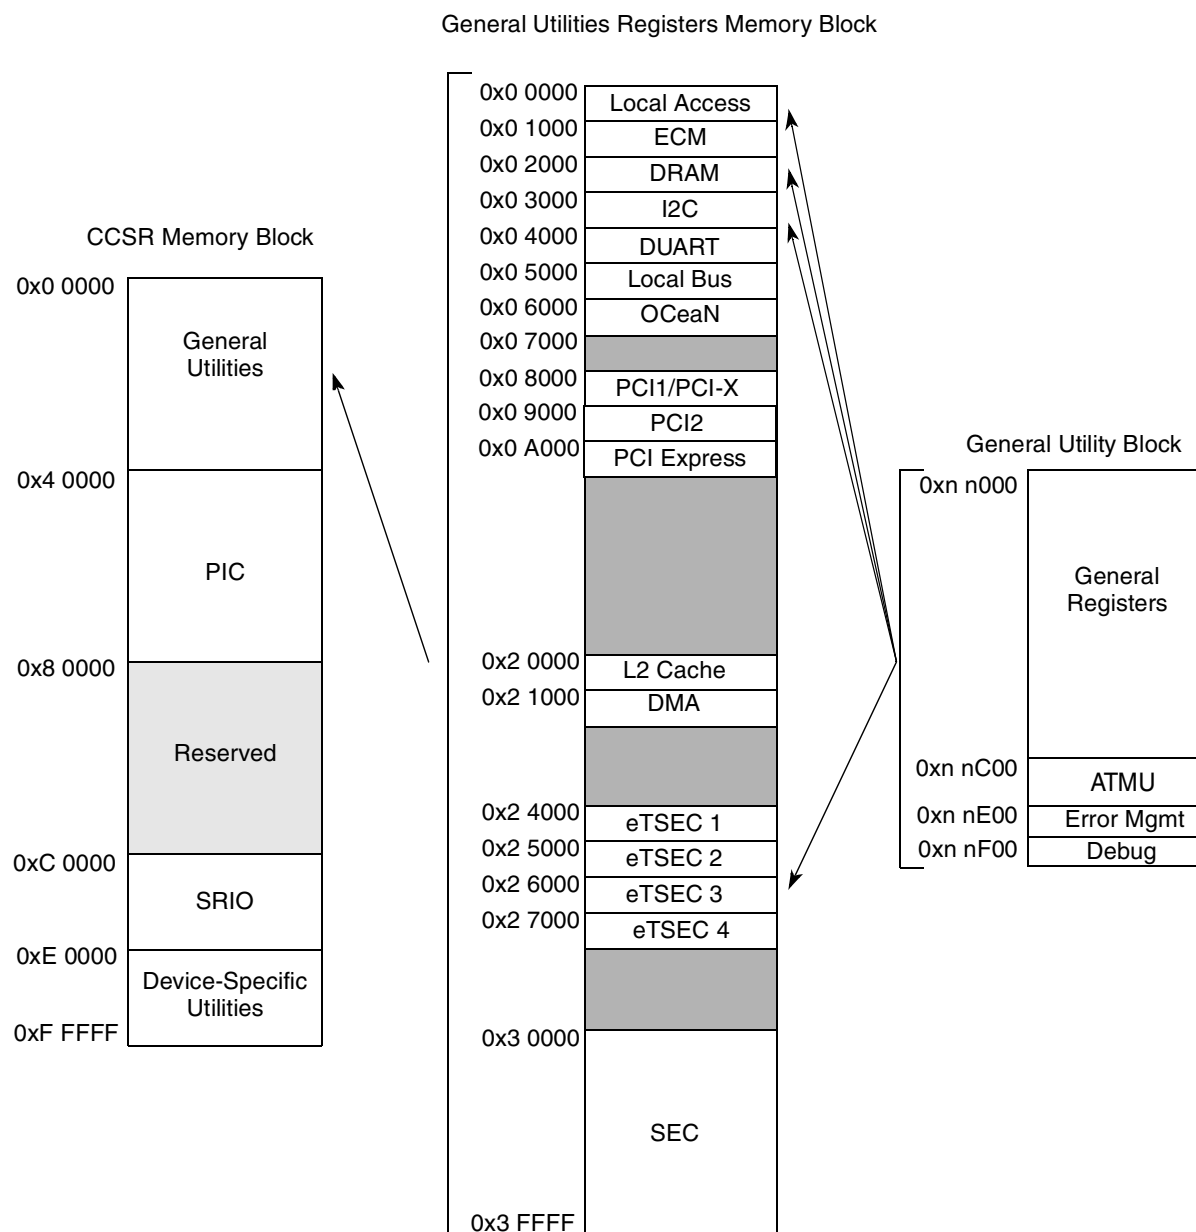 General Utilities Registers Memory Block
CCSR Memory Block
0x0 0000
General
Utilities
0x4 0000
PIC
0x8 0000
Reserved
0xC 0000
SRIO
0xE 0000
Device-Specific
Utilities
0xF FFFF
0x0 0000
Local Access
0x0 1000
ECM
0x0 2000
DRAM
0x0 3000
I2C
0x0 4000
DUART
0x0 5000
Local Bus
0x0 6000
OCeaN
0x0 7000
0x0 8000
PCI1/PCI-X
0x0 9000
PCI2
0x0 A000
PCI Express
0x2 0000
L2 Cache
0x2 1000
DMA
0x2 4000
eTSEC 1
0x2 5000
eTSEC 2
0x2 6000
eTSEC 3
0x2 7000
eTSEC 4
0x3 0000
SEC
0x3 FFFF
General Utility Block
0xn n000
General
Registers
0xn nC00
ATMU
0xn nE00
Error Mgmt
0xn nF00
Debug